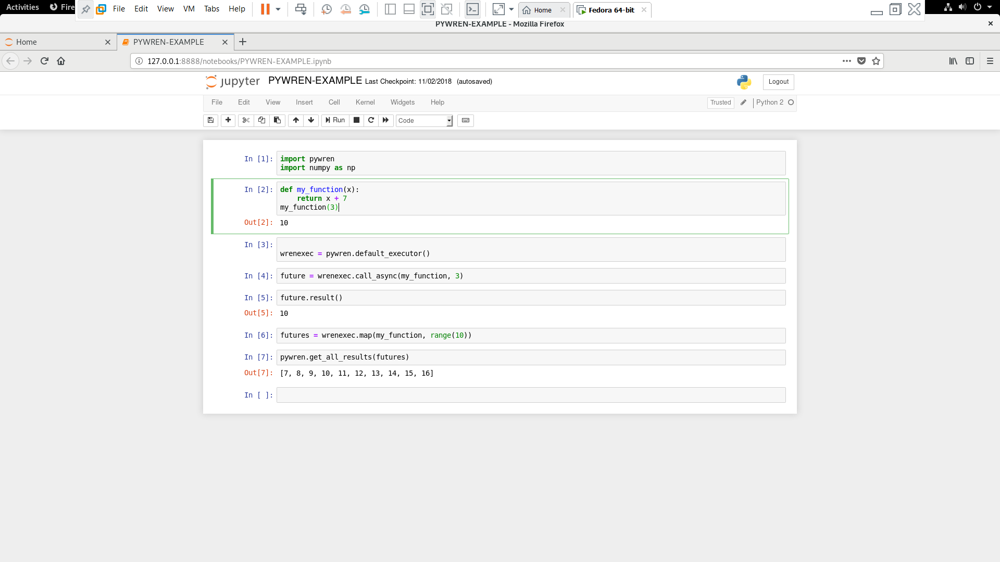 Activities Fire File Edit View VM Tabs Help Home Fedora 64-bit
PYWREN-EXAMPLE - Mozilla Firefox
Home PYWREN-EXAMPLE
127.0.0.1:8888/notebooks/PYWREN-EXAMPLE.ipynb
jupyter PYWREN-EXAMPLE Last Checkpoint: 11/02/2018 (autosaved) Logout
File Edit View Insert Cell Kernel Widgets Help Trusted Python 2
Run Code
In [1]: import pywren
import numpy as np
In [2]: def my_function(x):
return x + 7
my_function(3)
Out[2]: 10
In [3]:
wrenexec = pywren.default_executor()
In [4]: future = wrenexec.call_async(my_function, 3)
In [5]: future.result()
Out[5]: 10
In [6]: futures = wrenexec.map(my_function, range(10))
In [7]: pywren.get_all_results(futures)
Out[7]: [7, 8, 9, 10, 11, 12, 13, 14, 15, 16]
In [ ]: